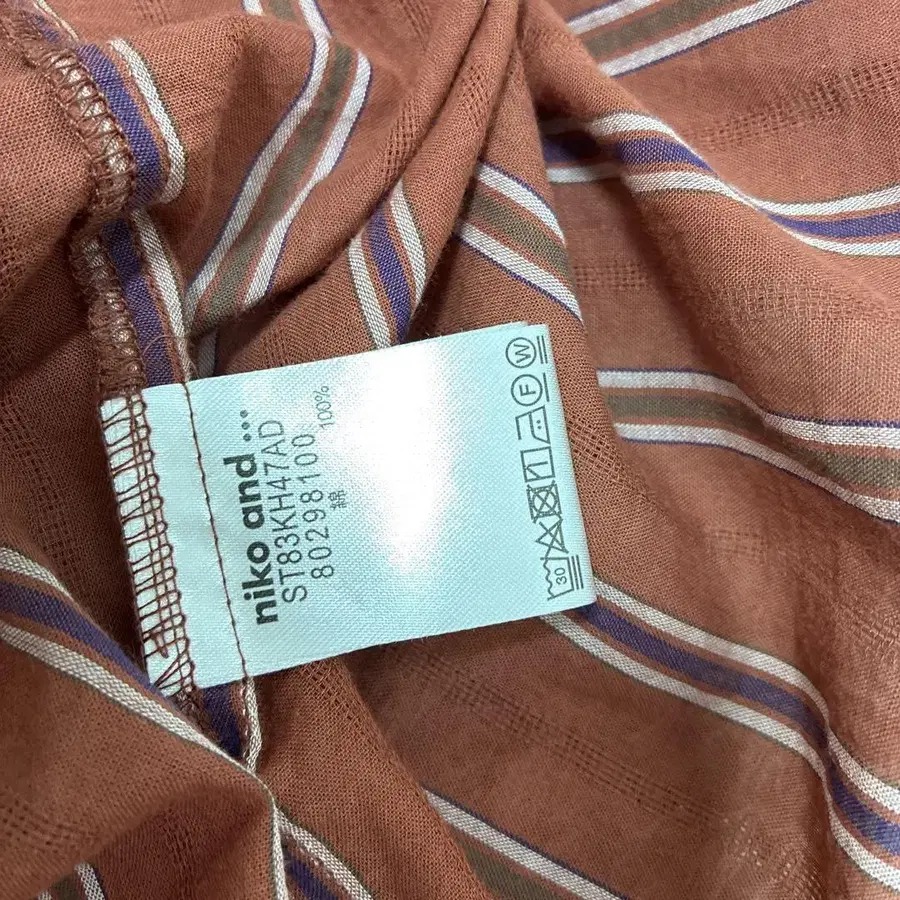 niko and ...
ST83KH47AD
80298100
綿 100%
30
F
W